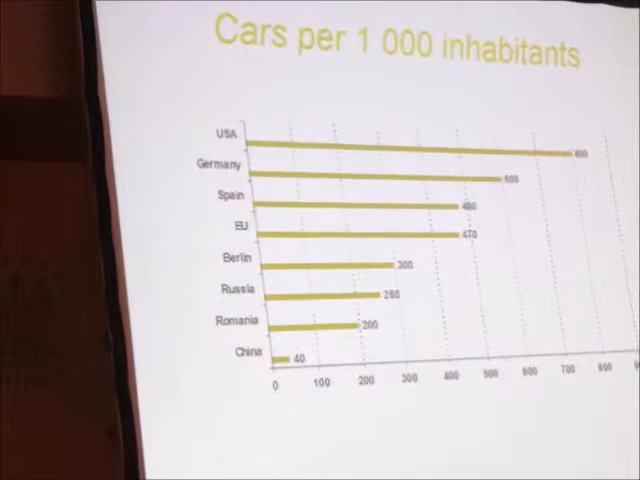 Cars per 1 000 inhabitants
USA 800
Germany 600
Spain 480
EU 470
Berlin 300
Russia 260
Romania 200
China 40
0 100 200 300 400 500 600 700 800